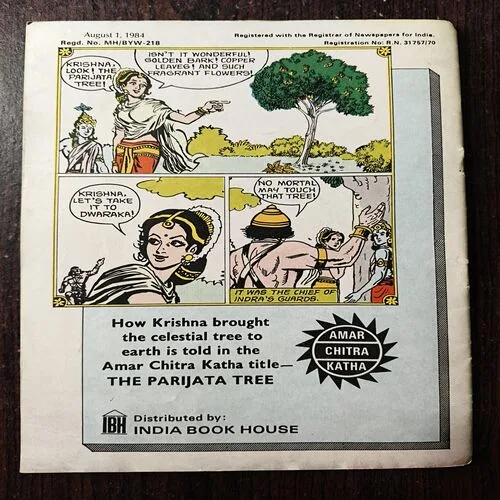 August 1, 1984
Regd. No. MH/BYW-218
Registered with the Registrar of Newspapers for India.
Registration No: R.N. 31757/70
KRISHNA,
LOOK! THE
PARIJATA
TREE!
ISN'T IT WONDERFUL!
GOLDEN BARK! COPPER
LEAVES! AND SUCH
FRAGRANT FLOWERS!
KRISHNA,
LET'S TAKE
IT TO
DWARAKA!
NO MORTAL
MAY TOUCH
THAT TREE!
IT WAS THE CHIEF OF
INDRA'S GUARDS.
How Krishna brought
the celestial tree to
earth is told in the
Amar Chitra Katha title—
THE PARIJATA TREE
AMAR
CHITRA
KATHA
IBH
Distributed by:
INDIA BOOK HOUSE